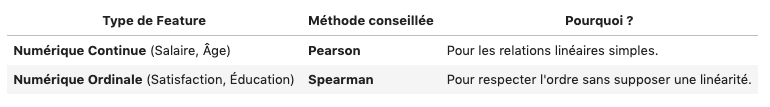 Type de Feature Méthode conseillée Pourquoi ?
Numérique Continue (Salaire, Âge) Pearson Pour les relations linéaires simples.
Numérique Ordinale (Satisfaction, Éducation) Spearman Pour respecter l'ordre sans supposer une linéarité.